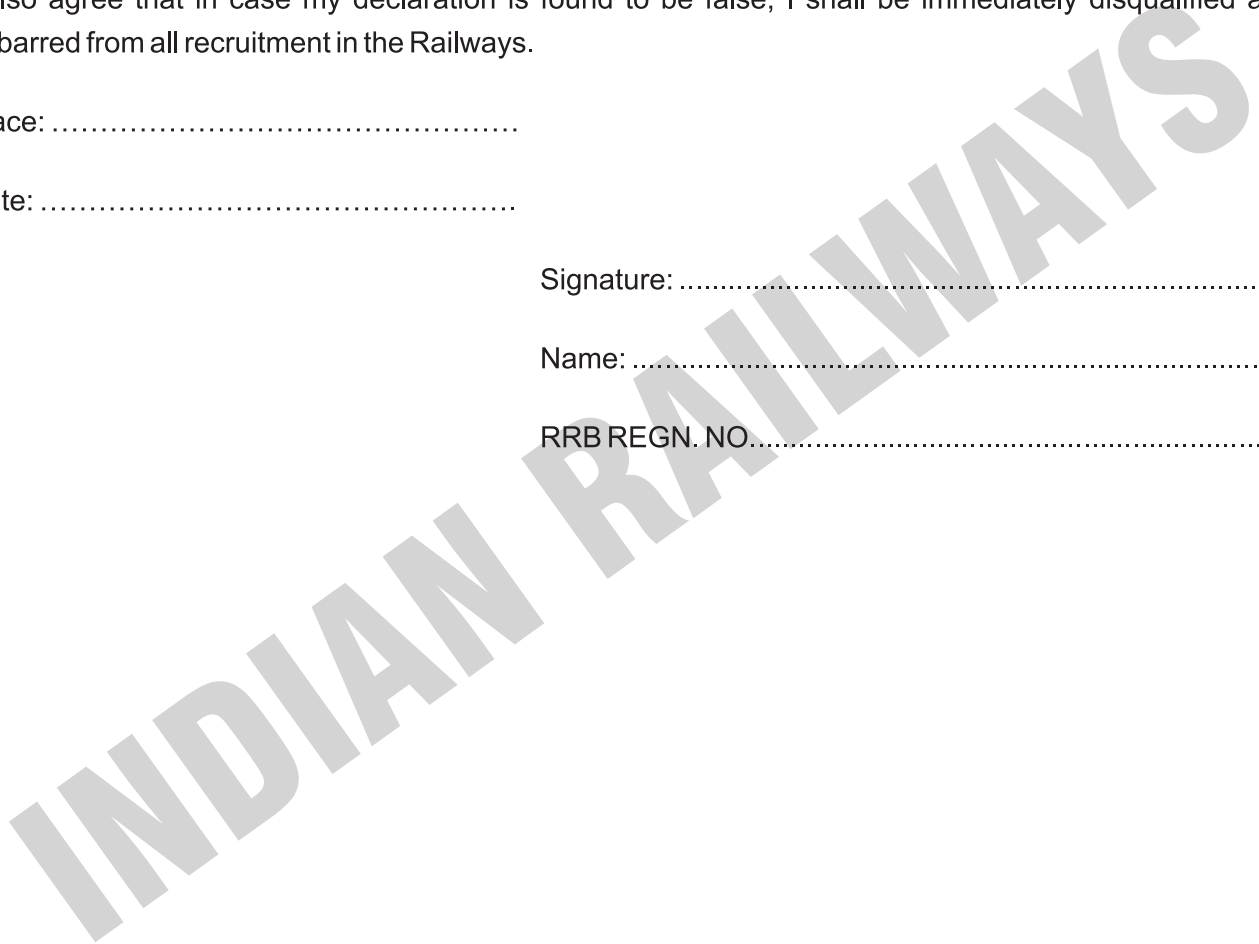 lso agree that in case my declaration is found to be false, I shall be immediately disqualified a
barred from all recruitment in the Railways.
ace: ................................................
te: .................................................
Signature: ......................................................................
Name: ............................................................................
RRB REGN. NO..............................................................
INDIAN RAILWAYS